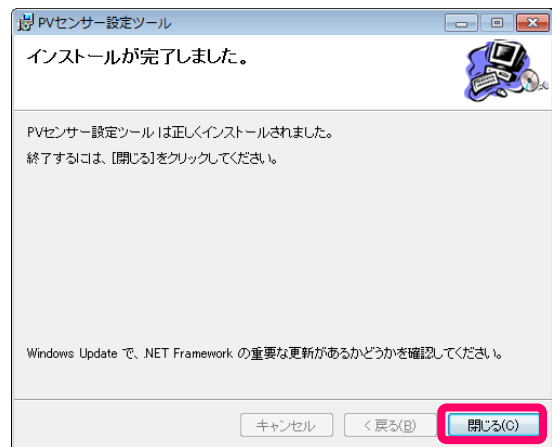 PVセンサー設定ツール
インストールが完了しました。
PVセンサー設定ツール は正しくインストールされました。
終了するには、[閉じる]をクリックしてください。
Windows Update で、.NET Framework の重要な更新があるかどうかを確認してください。
キャンセル
< 戻る(B)
閉じる(C)